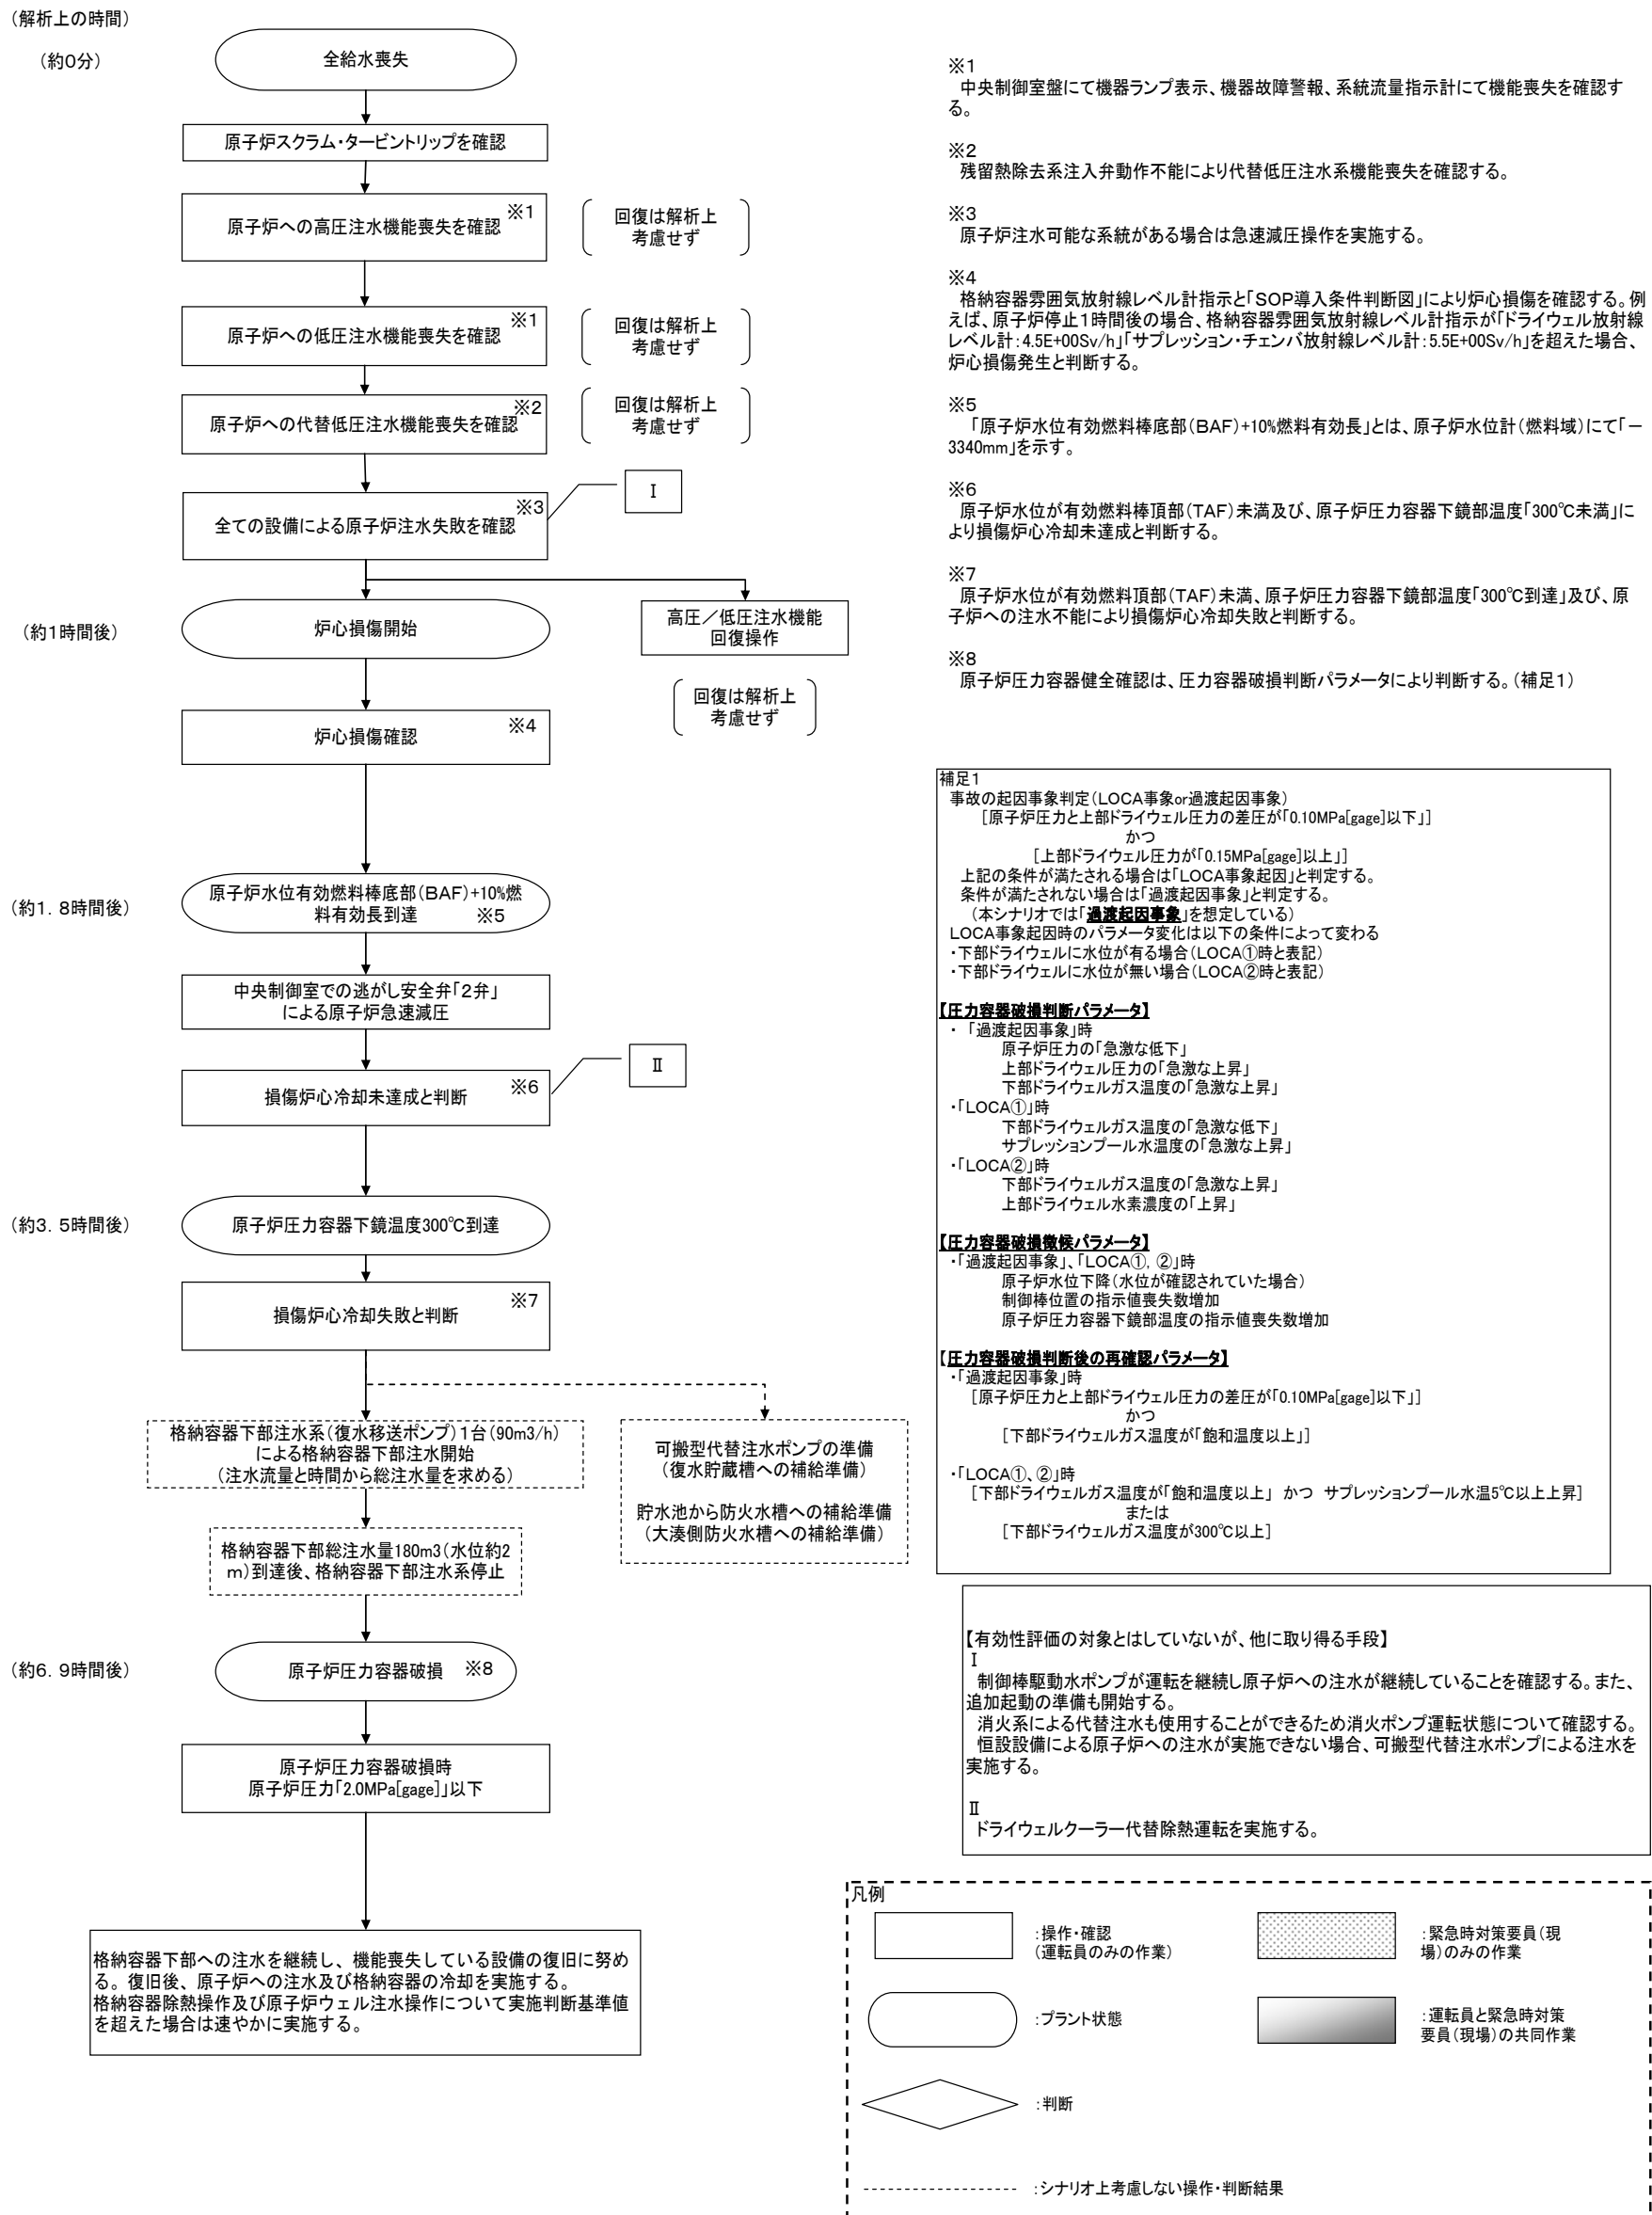 (解析上の時間)
(約0分)
全給水喪失
原子炉スクラム・タービントリップを確認
原子炉への高圧注水機能喪失を確認
※1
回復は解析上
考慮せず
原子炉への低圧注水機能喪失を確認
※1
回復は解析上
考慮せず
原子炉への代替低圧注水機能喪失を確認
※2
回復は解析上
考慮せず
全ての設備による原子炉注水失敗を確認
※3
Ⅰ
(約1時間後)
炉心損傷開始
高圧/低圧注水機能
回復操作
回復は解析上
考慮せず
炉心損傷確認
※4
(約1.8時間後)
原子炉水位有効燃料棒底部(BAF)+10%燃
料有効長到達 ※5
中央制御室での逃がし安全弁「2弁」
による原子炉急速減圧
損傷炉心冷却未達成と判断
※6
Ⅱ
(約3.5時間後)
原子炉圧力容器下鏡温度300℃到達
損傷炉心冷却失敗と判断
※7
格納容器下部注水系(復水移送ポンプ)1台(90m3/h)
による格納容器下部注水開始
(注水流量と時間から総注水量を求める)
可搬型代替注水ポンプの準備
(復水貯蔵槽への補給準備)
貯水池から防火水槽への補給準備
(大湊側防火水槽への補給準備)
格納容器下部総注水量180m3(水位約2
m)到達後、格納容器下部注水系停止
(約6.9時間後)
原子炉圧力容器破損 ※8
原子炉圧力容器破損時
原子炉圧力「2.0MPa[gage]」以下
格納容器下部への注水を継続し、機能喪失している設備の復旧に努め
る。復旧後、原子炉への注水及び格納容器の冷却を実施する。
格納容器除熱操作及び原子炉ウェル注水操作について実施判断基準値
を超えた場合は速やかに実施する。
※1
中央制御室盤にて機器ランプ表示、機器故障警報、系統流量指示計にて機能喪失を確認す
る。
※2
残留熱除去系注入弁動作不能により代替低圧注水系機能喪失を確認する。
※3
原子炉注水可能な系統がある場合は急速減圧操作を実施する。
※4
格納容器雰囲気放射線レベル計指示と「SOP導入条件判断図」により炉心損傷を確認する。例
えば、原子炉停止1時間後の場合、格納容器雰囲気放射線レベル計指示が「ドライウェル放射線
レベル計:4.5E+00Sv/h」「サプレッション・チェンバ放射線レベル計:5.5E+00Sv/h」を超えた場合、
炉心損傷発生と判断する。
※5
「原子炉水位有効燃料棒底部(BAF)+10%燃料有効長」とは、原子炉水位計(燃料域)にて「-
3340mm」を示す。
※6
原子炉水位が有効燃料棒頂部(TAF)未満及び、原子炉圧力容器下鏡部温度「300℃未満」に
より損傷炉心冷却未達成と判断する。
※7
原子炉水位が有効燃料頂部(TAF)未満、原子炉圧力容器下鏡部温度「300℃到達」及び、原
子炉への注水不能により損傷炉心冷却失敗と判断する。
※8
原子炉圧力容器健全確認は、圧力容器破損判断パラメータにより判断する。(補足1)
補足1
事故の起因事象判定(LOCA事象or過渡起因事象)
[原子炉圧力と上部ドライウェル圧力の差圧が「0.10MPa[gage]以下」]
かつ
[上部ドライウェル圧力が「0.15MPa[gage]以上」]
上記の条件が満たされる場合は「LOCA事象起因」と判定する。
条件が満たされない場合は「過渡起因事象」と判定する。
(本シナリオでは「過渡起因事象」を想定している)
LOCA事象起因時のパラメータ変化は以下の条件によって変わる
・下部ドライウェルに水位が有る場合(LOCA①時と表記)
・下部ドライウェルに水位が無い場合(LOCA②時と表記)
【圧力容器破損判断パラメータ】
・「過渡起因事象」時
原子炉圧力の「急激な低下」
上部ドライウェル圧力の「急激な上昇」
下部ドライウェルガス温度の「急激な上昇」
・「LOCA①」時
下部ドライウェルガス温度の「急激な低下」
サプレッションプール水温度の「急激な上昇」
・「LOCA②」時
下部ドライウェルガス温度の「急激な上昇」
上部ドライウェル水素濃度の「上昇」
【圧力容器破損徴候パラメータ】
・「過渡起因事象」、「LOCA①,②」時
原子炉水位下降(水位が確認されていた場合)
制御棒位置の指示値喪失数増加
原子炉圧力容器下鏡部温度の指示値喪失数増加
【圧力容器破損判断後の再確認パラメータ】
・「過渡起因事象」時
[原子炉圧力と上部ドライウェル圧力の差圧が「0.10MPa[gage]以下」]
かつ
[下部ドライウェルガス温度が「飽和温度以上」]
・「LOCA①、②」時
[下部ドライウェルガス温度が「飽和温度以上」 かつ サプレッションプール水温5℃以上上昇]
または
[下部ドライウェルガス温度が300℃以上]
【有効性評価の対象とはしていないが、他に取り得る手段】
Ⅰ
制御棒駆動水ポンプが運転を継続し原子炉への注水が継続していることを確認する。また、
追加起動の準備も開始する。
消火系による代替注水も使用することができるため消火ポンプ運転状態について確認する。
恒設設備による原子炉への注水が実施できない場合、可搬型代替注水ポンプによる注水を
実施する。
Ⅱ
ドライウェルクーラー代替除熱運転を実施する。
凡例
:操作・確認
(運転員のみの作業)
:緊急時対策要員(現
場)のみの作業
:プラント状態
:運転員と緊急時対策
要員(現場)の共同作業
:判断
:シナリオ上考慮しない操作・判断結果